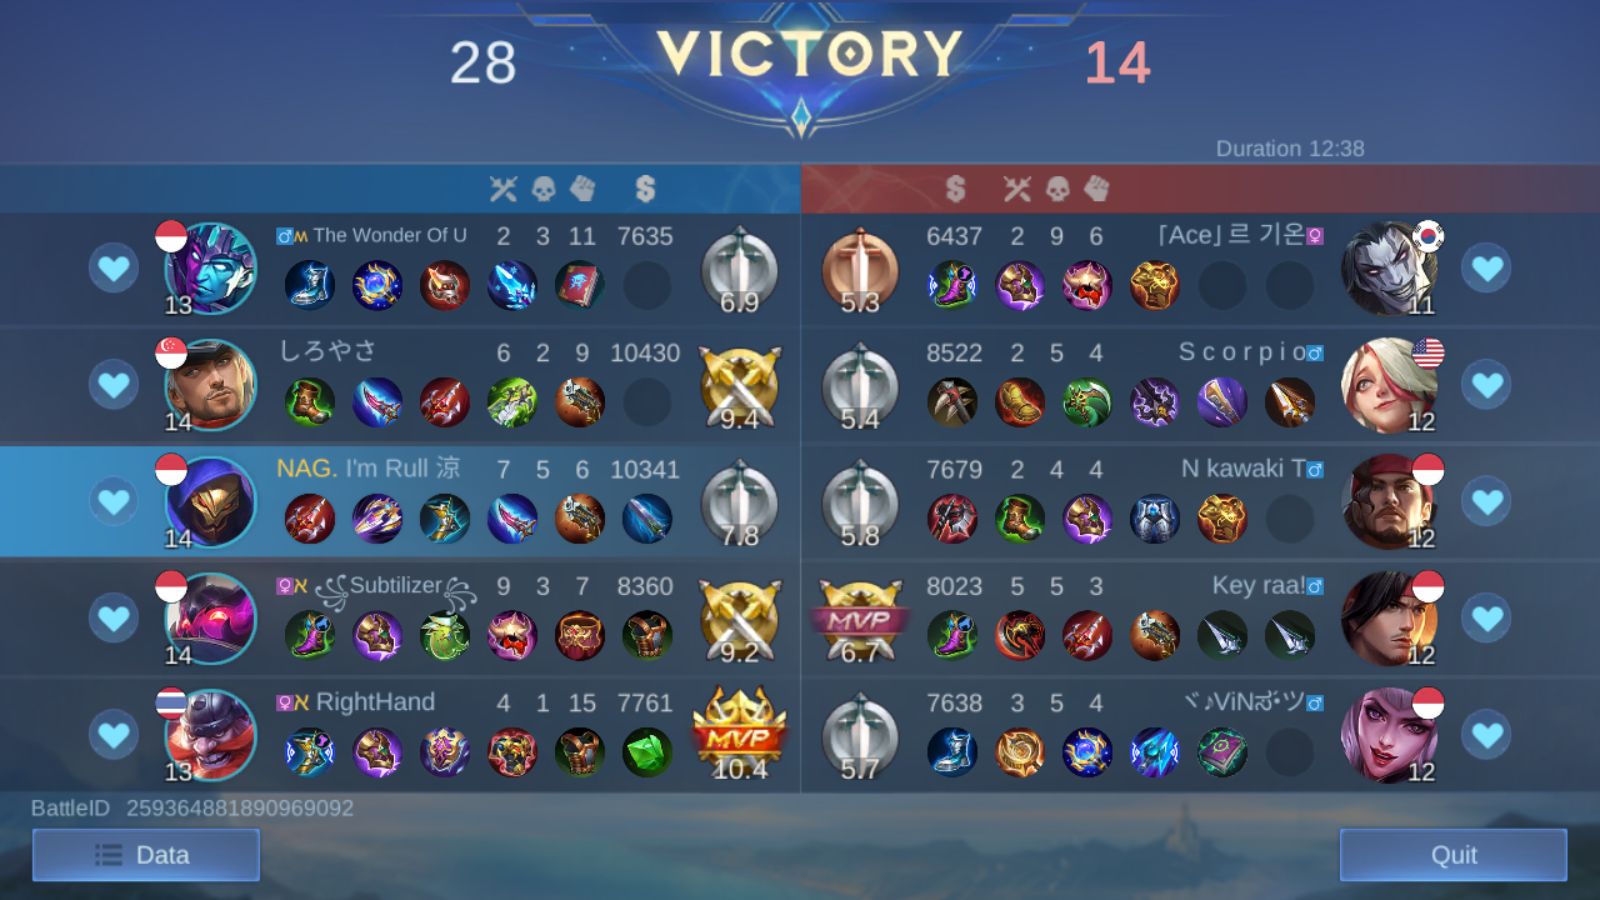 28 VICTORY 14
Duration 12:38
The Wonder Of U 2 3 11 7635
13 6.9
6437 2 9 6 「Ace」르 기온
5.3 11
しろやさ 6 2 9 10430
14 9.4
8522 2 5 4 S c o r p i o
5.4 12
NAG. I'm Rull 涼 7 5 6 10341
14 7.8
7679 2 4 4 N kawaki T
5.8 12
Subtilizer 9 3 7 8360
14 9.2
8023 5 5 3 Key raa!
MVP
6.7 12
RightHand 4 1 15 7761
MVP
13 10.4
7638 3 5 4
5.7 12
BattleID 259364881890969092
Data
Quit